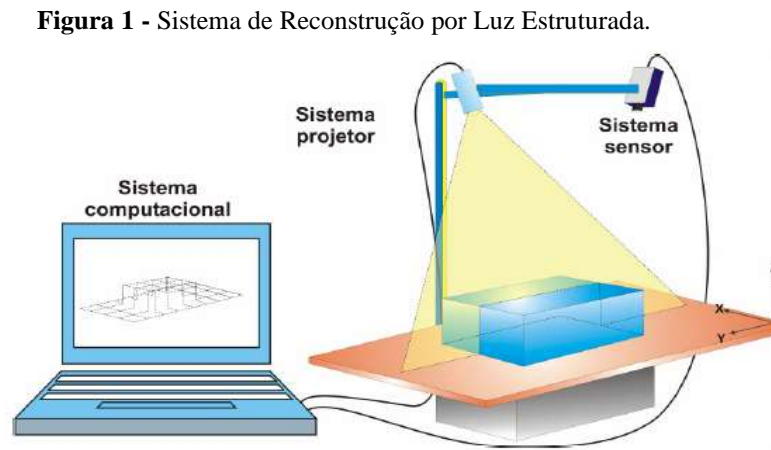 Figura 1 - Sistema de Reconstrução por Luz Estruturada.
Sistema
projetor
Sistema
sensor
Sistema
computacional
X
Y